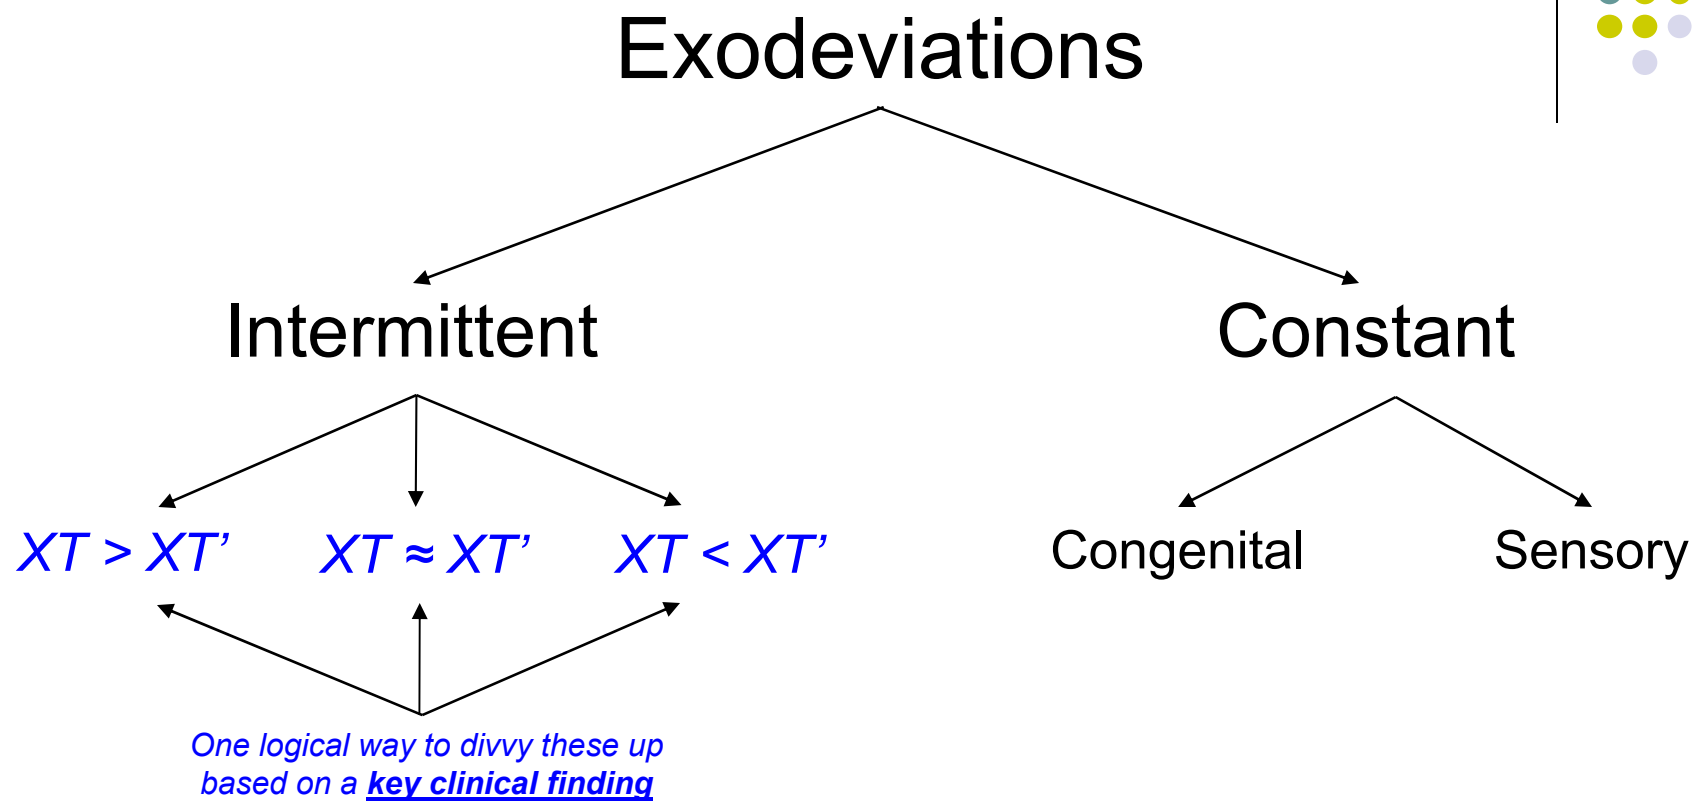 Exodeviations
Intermittent
Constant
XT > XT’
XT ≈ XT’
XT < XT’
Congenital
Sensory
One logical way to divvy these up
based on a key clinical finding